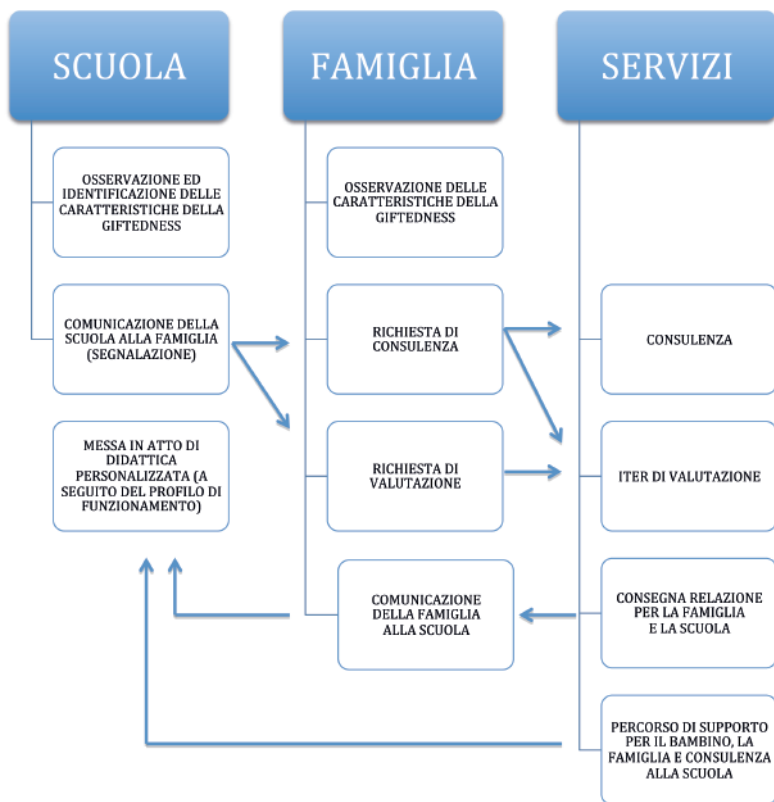 SCUOLA
OSSERVAZIONE ED
IDENTIFICAZIONE DELLE
CARATTERISTICHE DELLA
GIFTEDNESS
COMUNICAZIONE DELLA
SCUOLA ALLA FAMIGLIA
(SEGNALAZIONE)
MESSA IN ATTO DI
DIDATTICA
PERSONALIZZATA (A
SEGUITO DEL PROFILO DI
FUNZIONAMENTO)
FAMIGLIA
OSSERVAZIONE DELLE
CARATTERISTICHE DELLA
GIFTEDNESS
RICHIESTA DI
CONSULENZA
RICHIESTA DI
VALUTAZIONE
COMUNICAZIONE
DELLA FAMIGLIA
ALLA SCUOLA
SERVIZI
CONSULENZA
ITER DI VALUTAZIONE
CONSEGNA RELAZIONE
PER LA FAMIGLIA
E LA SCUOLA
PERCORSO DI SUPPORTO
PER IL BAMBINO, LA
FAMIGLIA E CONSULENZA
ALLA SCUOLA